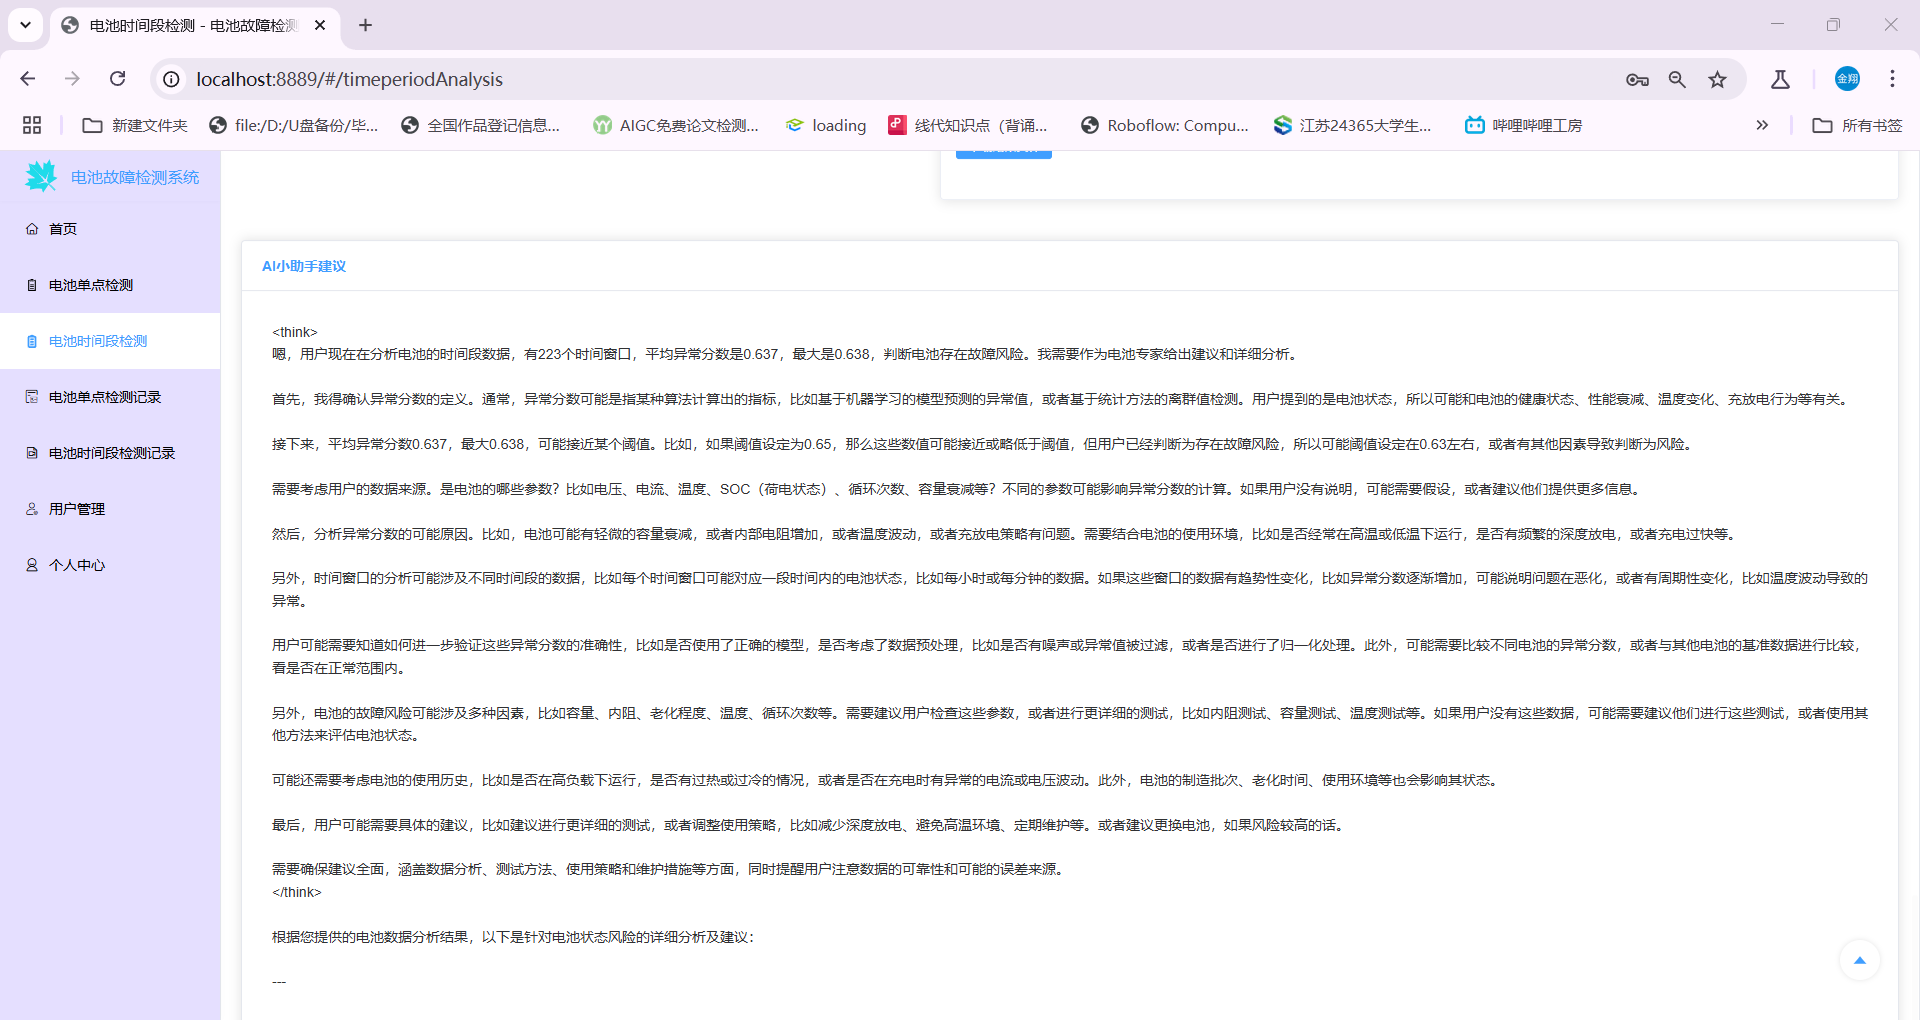 电池时间段检测 - 电池故障检测
localhost:8889/#/timeperiodAnalysis
金翔
新建文件夹
file:/D:/U盘备份/毕...
全国作品登记信息...
AIGC免费论文检测...
loading
线代知识点（背诵...
Roboflow: Compu...
江苏24365大学生...
哔哩哔哩工房
所有书签
电池故障检测系统
首页
电池单点检测
电池时间段检测
电池单点检测记录
电池时间段检测记录
用户管理
个人中心
AI小助手建议
<think>
嗯，用户现在在分析电池的时间段数据，有223个时间窗口，平均异常分数是0.637，最大是0.638，判断电池存在故障风险。我需要作为电池专家给出建议和详细分析。
首先，我得确认异常分数的定义。通常，异常分数可能是指某种算法计算出的指标，比如基于机器学习的模型预测的异常值，或者基于统计方法的离群值检测。用户提到的是电池状态，所以可能和电池的健康状态、性能衰减、温度变化、充放电行为等有关。
接下来，平均异常分数0.637，最大0.638，可能接近某个阈值。比如，如果阈值设定为0.65，那么这些数值可能接近或略低于阈值，但用户已经判断为存在故障风险，所以可能阈值设定在0.63左右，或者有其他因素导致判断为风险。
需要考虑用户的数据来源。是电池的哪些参数？比如电压、电流、温度、SOC（荷电状态）、循环次数、容量衰减等？不同的参数可能影响异常分数的计算。如果用户没有说明，可能需要假设，或者建议他们提供更多信息。
然后，分析异常分数的可能原因。比如，电池可能有轻微的容量衰减，或者内部电阻增加，或者温度波动，或者充放电策略有问题。需要结合电池的使用环境，比如是否经常在高温或低温下运行，是否有频繁的深度放电，或者充电过快等。
另外，时间窗口的分析可能涉及不同时间段的数据，比如每个时间窗口可能对应一段时间内的电池状态，比如每小时或每分钟的数据。如果这些窗口的数据有趋势性变化，比如异常分数逐渐增加，可能说明问题在恶化，或者有周期性变化，比如温度波动导致的
异常。
用户可能需要知道如何进一步验证这些异常分数的准确性，比如是否使用了正确的模型，是否考虑了数据预处理，比如是否有噪声或异常值被过滤，或者是否进行了归一化处理。此外，可能需要比较不同电池的异常分数，或者与其他电池的基准数据进行比较，
看是否在正常范围内。
另外，电池的故障风险可能涉及多种因素，比如容量、内阻、老化程度、温度、循环次数等。需要建议用户检查这些参数，或者进行更详细的测试，比如内阻测试、容量测试、温度测试等。如果用户没有这些数据，可能需要建议他们进行这些测试，或者使用其
他方法来评估电池状态。
可能还需要考虑电池的使用历史，比如是否在高负载下运行，是否有过热或过冷的情况，或者是否在充电时有异常的电流或电压波动。此外，电池的制造批次、老化时间、使用环境等也会影响其状态。
最后，用户可能需要具体的建议，比如建议进行更详细的测试，或者调整使用策略，比如减少深度放电、避免高温环境、定期维护等。或者建议更换电池，如果风险较高的话。
需要确保建议全面，涵盖数据分析、测试方法、使用策略和维护措施等方面，同时提醒用户注意数据的可靠性和可能的误差来源。
</think>
根据您提供的电池数据分析结果，以下是针对电池状态风险的详细分析及建议：
---